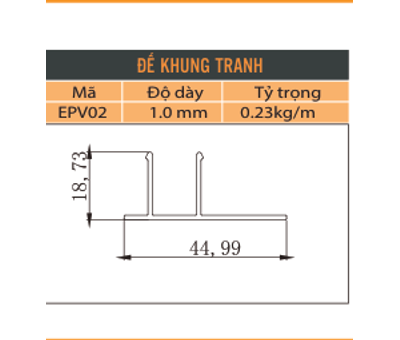 ĐẾ KHUNG TRANH
Mã Độ dày Tỷ trọng
EPV02 1.0 mm 0.23kg/m
18,73
44,99